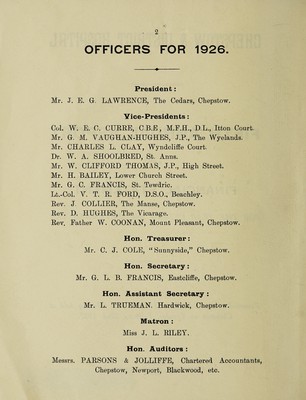 2
OFFICERS FOR 1926.
President:
Mr. J. E. G. LAWRENCE, The Cedars, Chepstow.
Vice-Presidents:
Col. W. E. C. CURRE, C.B.E., M.F.H., D.L., Itton Court.
Mr. G. M. VAUGHAN-HUGHES, J.P., The Wyelands.
Mr. CHARLES L. CLAY, Wyndcliffe Court.
Dr. W. A. SHOOLBRED, St. Anns.
Mr. W. CLIFFORD THOMAS, J.P., High Street.
Mr. H. BAILEY, Lower Church Street.
Mr. G. C. FRANCIS, St. Tewdric.
Lt.-Col. V. T. R. FORD, D.S.O., Beachley.
Rev. J. COLLIER, The Manse, Chepstow.
Rev. D. HUGHES, The Vicarage.
Rev. Father W. COONAN, Mount Pleasant, Chepstow.
Hon. Treasurer:
Mr. C. J. COLE, "Sunnyside," Chepstow.
Hon. Secretary:
Mr. G. L. B. FRANCIS, Eastcliffe, Chepstow.
Hon. Assistant Secretary:
Mr. L. TRUEMAN. Hardwick, Chepstow.
Matron:
Miss J. L. RILEY.
Hon. Auditors:
Messrs. PARSONS & JOLLIFFE, Chartered Accountants,
Chepstow, Newport, Blackwood, etc.